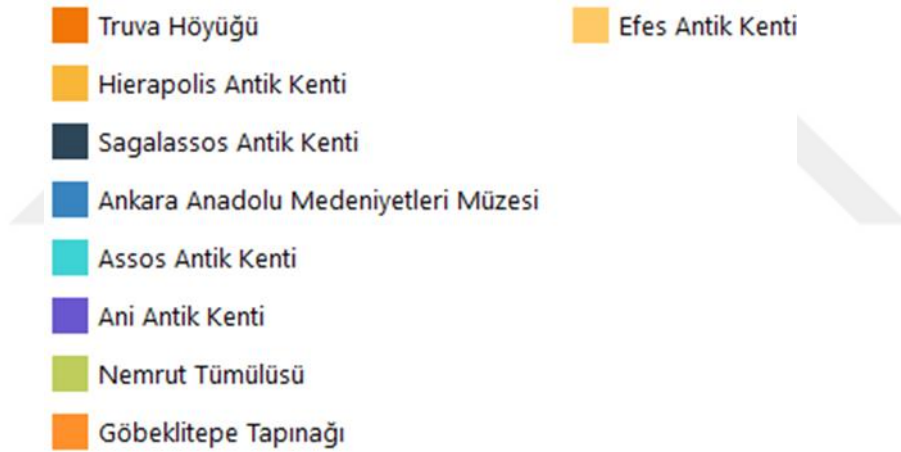 Truva Höyüğü
Hierapolis Antik Kenti
Sagalassos Antik Kenti
Ankara Anadolu Medeniyetleri Müzesi
Assos Antik Kenti
Ani Antik Kenti
Nemrut Tümülüsü
Göbeklitepe Tapınağı
Efes Antik Kenti